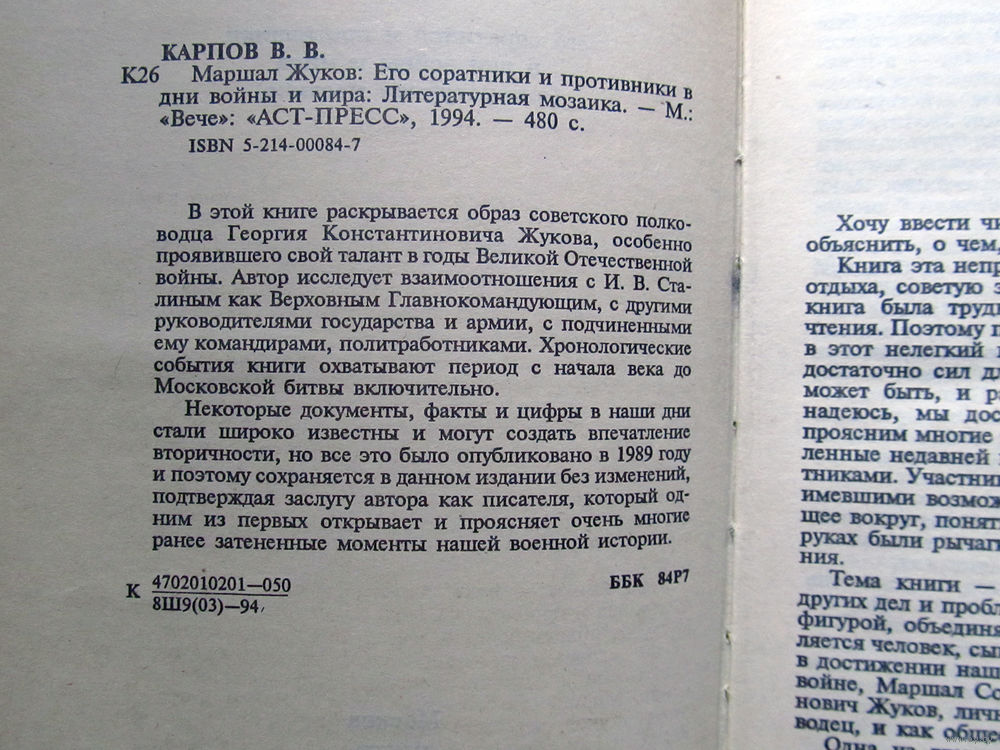 КАРПОВ В. В.
К26 Маршал Жуков: Его соратники и противники в
дни войны и мира: Литературная мозаика. — М.:
«Вече»: «АСТ-ПРЕСС», 1994. — 480 с.
ISBN 5-214-00084-7
В этой книге раскрывается образ советского полко-
водца Георгия Константиновича Жукова, особенно
проявившего свой талант в годы Великой Отечественной
войны. Автор исследует взаимоотношения с И. В. Ста-
линым как Верховным Главнокомандующим, с другими
руководителями государства и армии, с подчиненными
ему командирами, политработниками. Хронологические
события книги охватывают период с начала века до
Московской битвы включительно.
Некоторые документы, факты и цифры в наши дни
стали широко известны и могут создать впечатление
вторичности, но все это было опубликовано в 1989 году
и поэтому сохраняется в данном издании без изменений,
подтверждая заслугу автора как писателя, который од-
ним из первых открывает и проясняет очень многие
ранее затененные моменты нашей военной истории.
К 4702010201—050
8Ш9(03)—94
ББК 84Р7
Хочу ввести чи
объяснить, о чем,
Книга эта непр
отдыха, советую з
книга была труд
чтения. Поэтому п
в этот нелегкий
достаточно сил дл
может быть, и ра
надеюсь, мы дос
проясним многие
ленные недавней
тниками. Участни
имевшими возмож
щее вокруг, понят
руках были рычаг
ния.
Тема книги —
других дел и пробл
фигурой, объединя
ляется человек, сы
в достижении наш
войне, Маршал Со
нович Жуков, личн
водец, и как обще